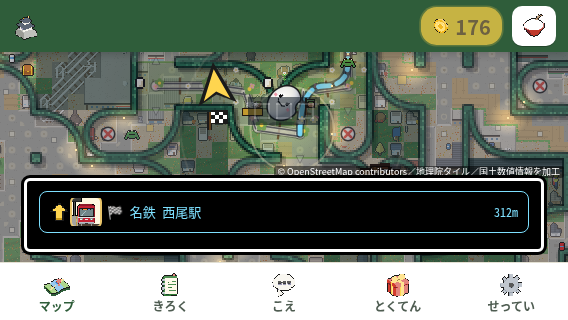 176
© OpenStreetMap contributors／地理院タイル／国土数値情報を加工
名鉄 西尾駅
312m
マップ
きろく
こえ
とくてん
せってい